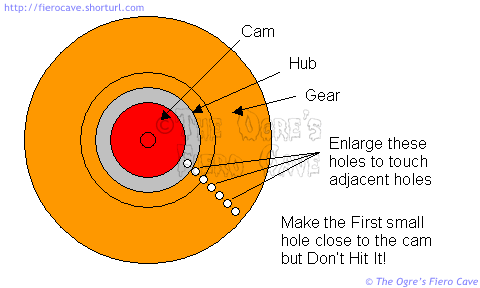 http://fierocave.shorturl.com
Cam
Hub
Gear
© The Ogre's
Fiero Cave
Enlarge these
holes to touch
adjacent holes
Make the First small
hole close to the cam
but Don't Hit It!
© The Ogre's Fiero Cave